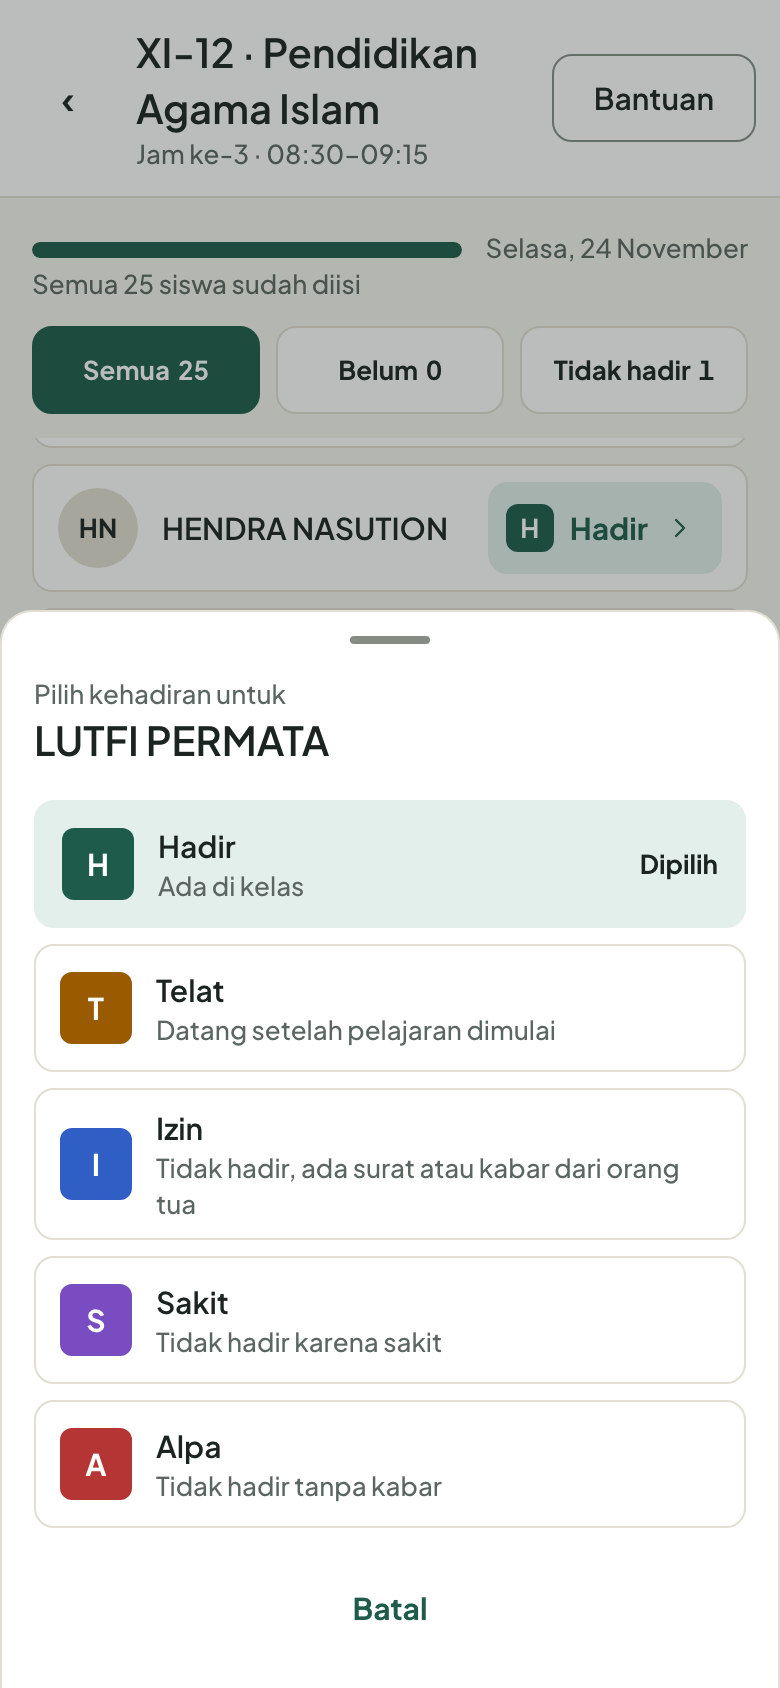 ‹
XI-12 · Pendidikan
Agama Islam
Jam ke-3 · 08:30–09:15
Bantuan
Selasa, 24 November
Semua 25 siswa sudah diisi
Semua 25
Belum 0
Tidak hadir 1
HN
HENDRA NASUTION
H
Hadir
Pilih kehadiran untuk
LUTFI PERMATA
H
Hadir
Ada di kelas
Dipilih
T
Telat
Datang setelah pelajaran dimulai
I
Izin
Tidak hadir, ada surat atau kabar dari orang
tua
S
Sakit
Tidak hadir karena sakit
A
Alpa
Tidak hadir tanpa kabar
Batal